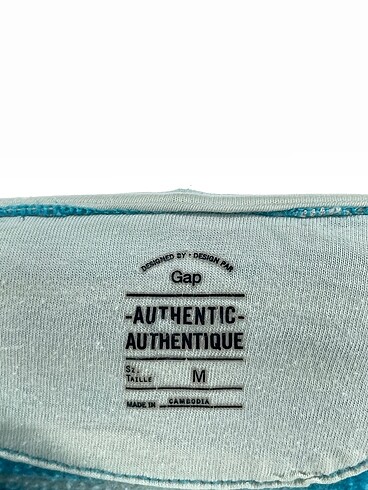 DESIGNED BY • DESIGN PAR
Gap
-AUTHENTIC-
AUTHENTIQUE
TAILLE M
MADE IN CAMBODIA